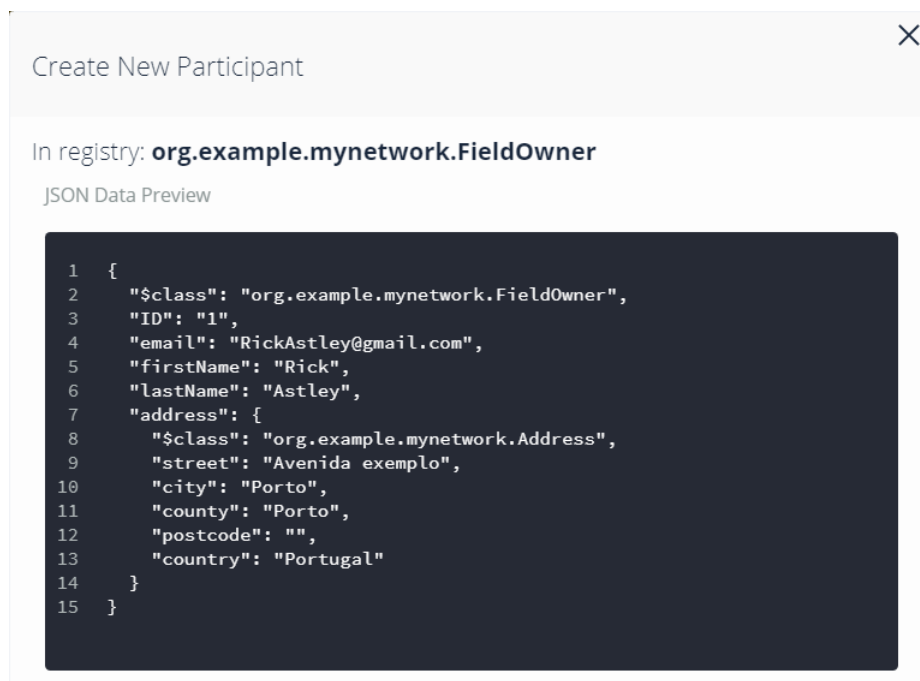 Create New Participant
In registry: org.example.mynetwork.FieldOwner
JSON Data Preview
1 {
2 "$class": "org.example.mynetwork.FieldOwner",
3 "ID": "1",
4 "email": "RickAstley@gmail.com",
5 "firstName": "Rick",
6 "lastName": "Astley",
7 "address": {
8 "$class": "org.example.mynetwork.Address",
9 "street": "Avenida exemplo",
10 "city": "Porto",
11 "county": "Porto",
12 "postcode": "",
13 "country": "Portugal"
14 }
15 }